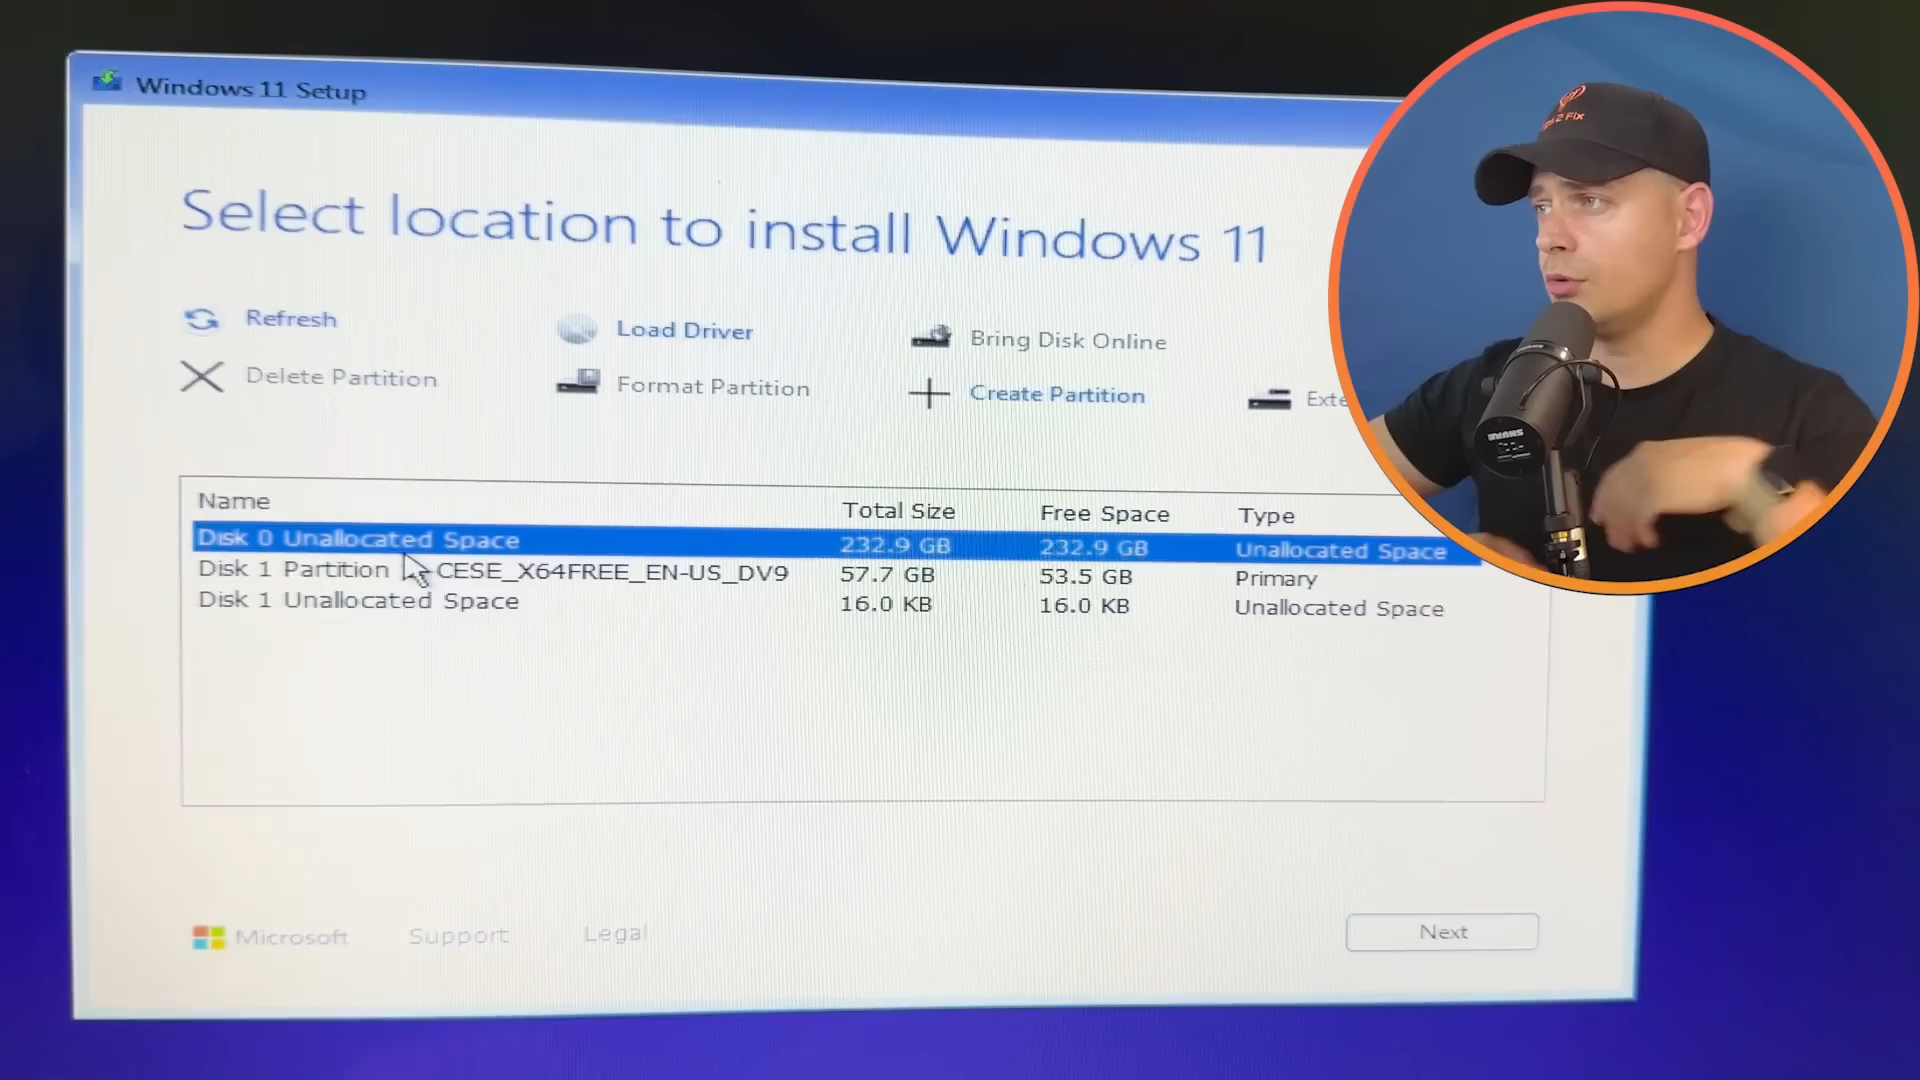 Windows 11 Setup
Select location to install Windows 11
Refresh
Load Driver
Bring Disk Online
Delete Partition
Format Partition
Create Partition
Exte
Name Total Size Free Space Type
Disk 0 Unallocated Space 232.9 GB 232.9 GB Unallocated Space
Disk 1 Partition CESE_X64FREE_EN-US_DV9 57.7 GB 53.5 GB Primary
Disk 1 Unallocated Space 16.0 KB 16.0 KB Unallocated Space
Microsoft Support Legal
Next
2 Fix
SHURE